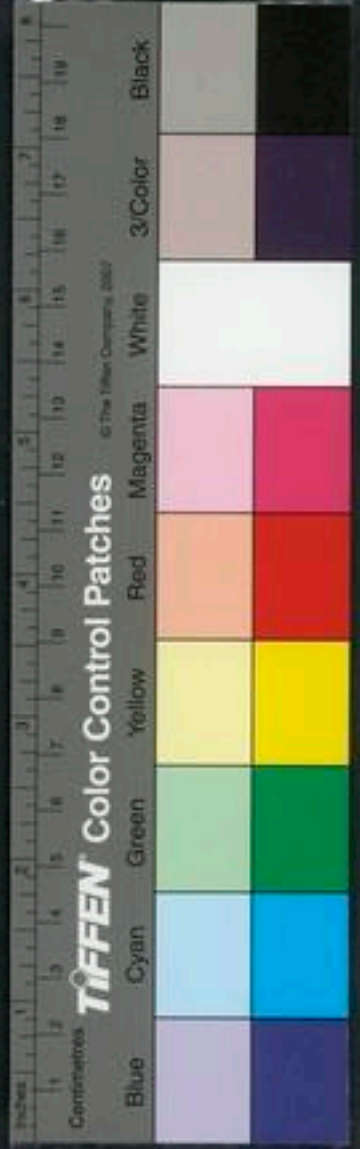 Inches 1 2 3 4 5 6 7 8
Centimetres 1 2 3 4 5 6 7 8 9 10 11 12 13 14 15 16 17 18 19
TIFFEN® Color Control Patches
© The Tiffen Company, 2007
Blue Cyan Green Yellow Red Magenta White 3/Color Black